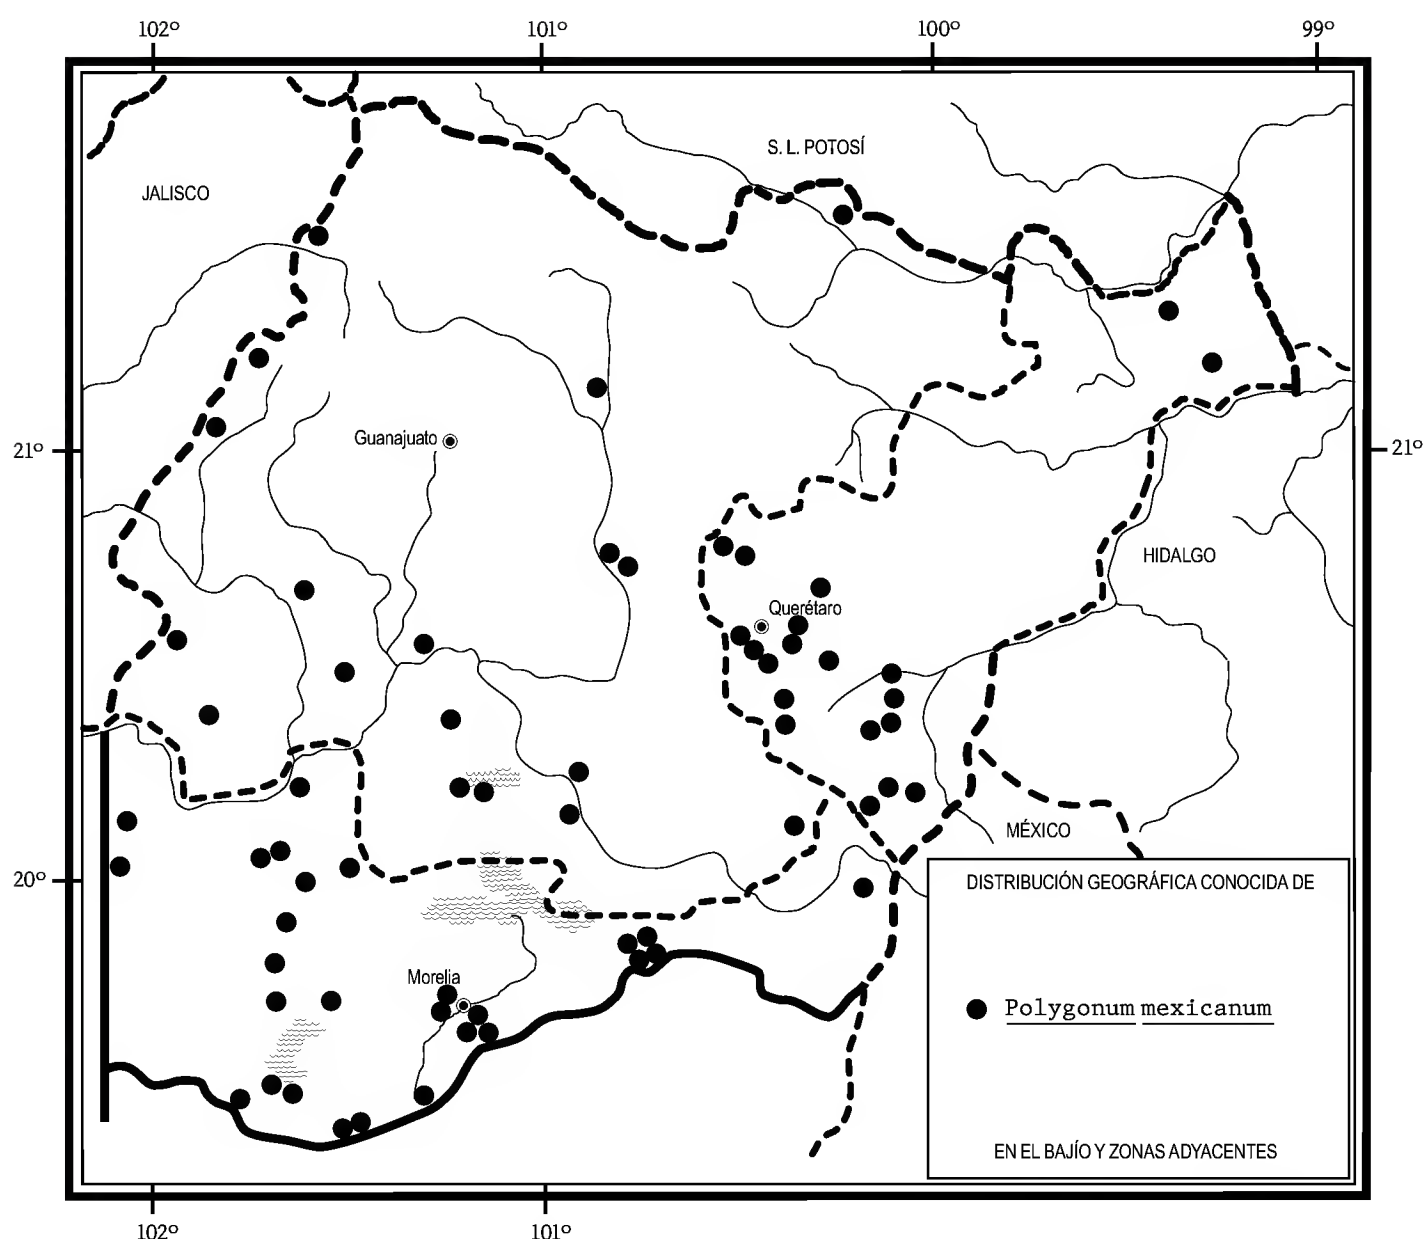 102º 101º 100º 99º
S. L. POTOSÍ
JALISCO
Guanajuato
21º 21º
HIDALGO
Querétaro
MÉXICO
20º
DISTRIBUCIÓN GEOGRÁFICA CONOCIDA DE
Morelia
Polygonum mexicanum
EN EL BAJÍO Y ZONAS ADYACENTES
102º 101º